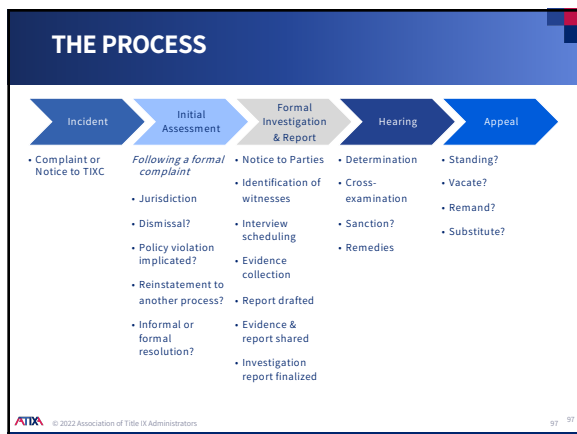 THE PROCESS
Incident
Initial
Assessment
Formal
Investigation
& Report
Hearing
Appeal
• Complaint or
Notice to TIXC
Following a formal
complaint
• Jurisdiction
• Dismissal?
• Policy violation
implicated?
• Reinstatement to
another process?
• Informal or
formal
resolution?
• Notice to Parties
• Identification of
witnesses
• Interview
scheduling
• Evidence
collection
• Report drafted
• Evidence &
report shared
• Investigation
report finalized
• Determination
• Cross-
examination
• Sanction?
• Remedies
• Standing?
• Vacate?
• Remand?
• Substitute?
ATIXA
© 2022 Association of Title IX Administrators
97
97